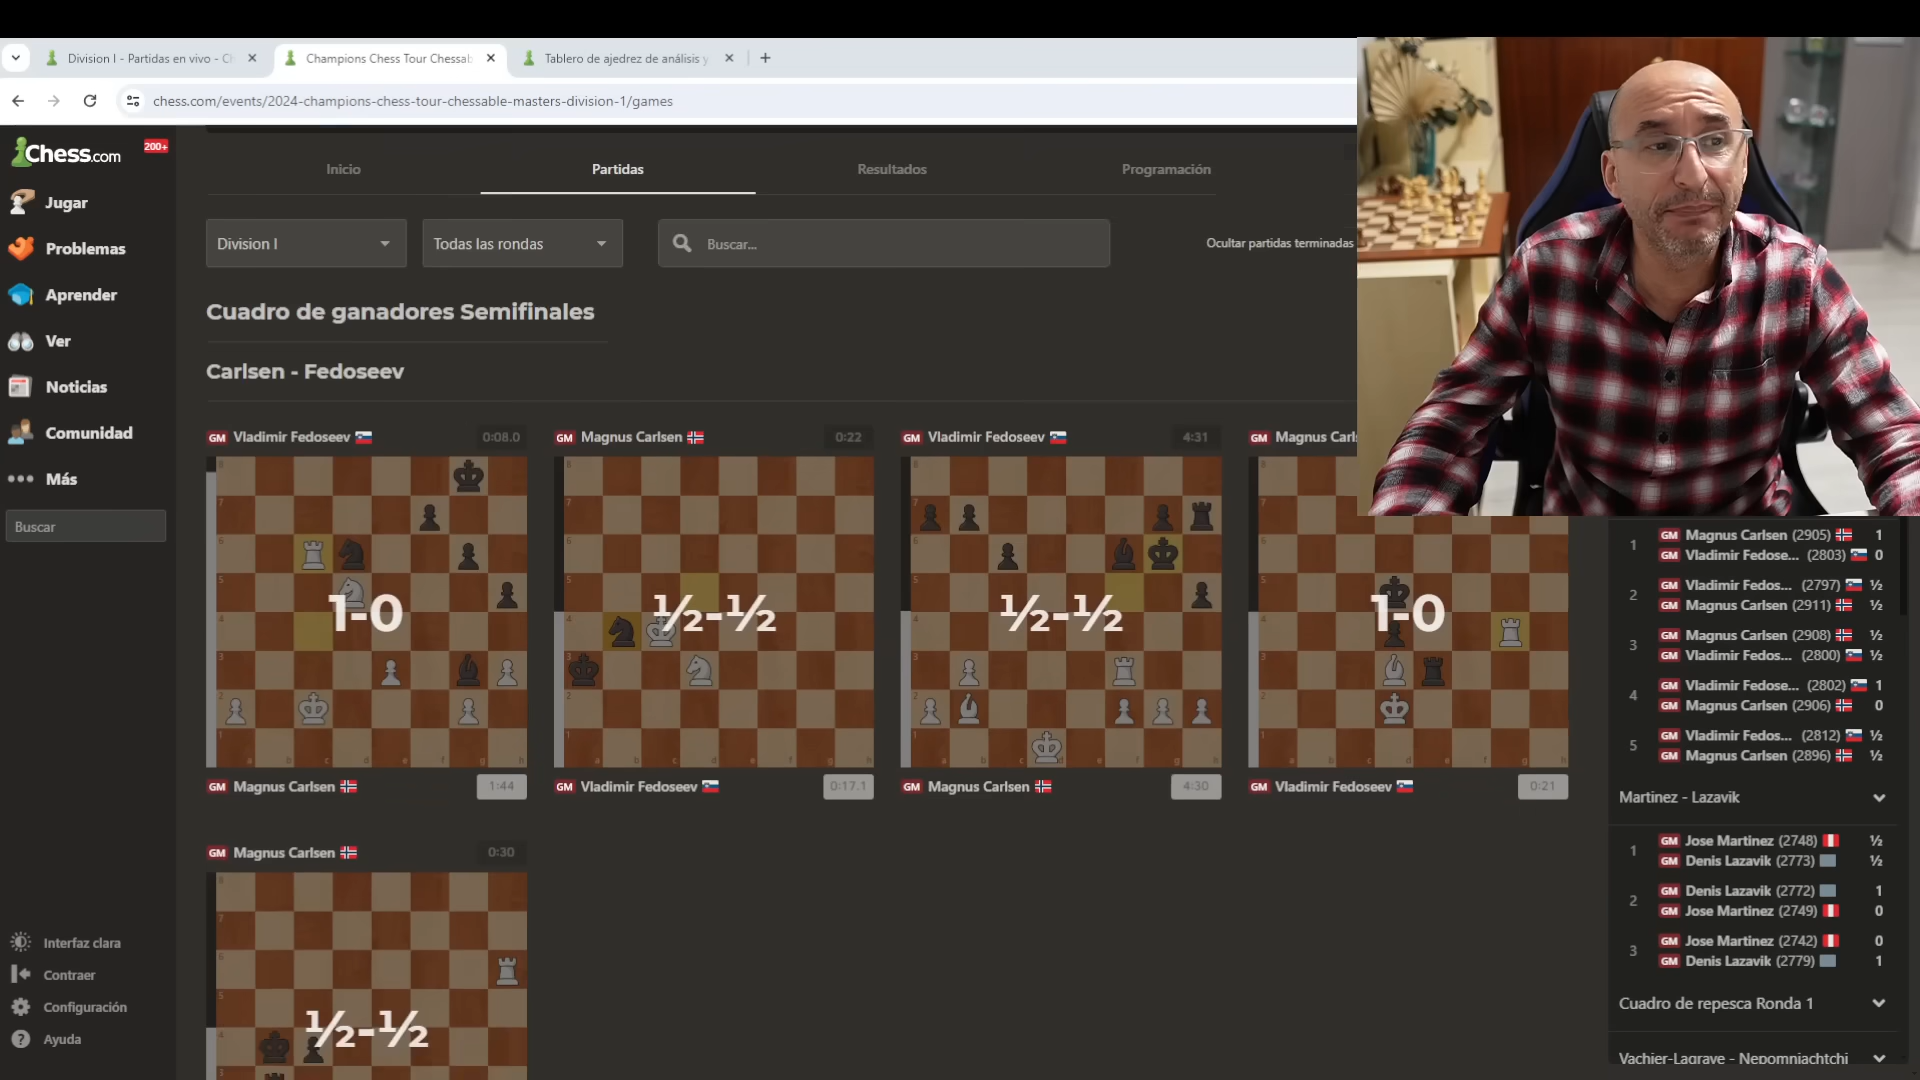 Division I - Partidas en vivo - C
Champions Chess Tour Chessab
Tablero de ajedrez de análisis y
chess.com/events/2024-champions-chess-tour-chessable-masters-division-1/games
Chess.com
200+
Jugar
Problemas
Aprender
Ver
Noticias
Comunidad
Más
Buscar
Interfaz clara
Contraer
Configuración
Ayuda
Inicio
Partidas
Resultados
Programación
Division I
Todas las rondas
Buscar...
Ocultar partidas terminadas
Cuadro de ganadores Semifinales
Carlsen - Fedoseev
GM Vladimir Fedoseev 0:08.0
1-0
GM Magnus Carlsen 1:44
GM Magnus Carlsen 0:22
½-½
GM Vladimir Fedoseev 0:17.1
GM Vladimir Fedoseev 4:31
½-½
GM Magnus Carlsen 4:30
GM Magnus Carls
1-0
GM Vladimir Fedoseev 0:21
GM Magnus Carlsen 0:30
½-½
1
GM Magnus Carlsen (2905) 1
GM Vladimir Fedose... (2803) 0
2
GM Vladimir Fedos... (2797) ½
GM Magnus Carlsen (2911) ½
3
GM Magnus Carlsen (2908) ½
GM Vladimir Fedos... (2800) ½
4
GM Vladimir Fedose... (2802) 1
GM Magnus Carlsen (2906) 0
5
GM Vladimir Fedos... (2812) ½
GM Magnus Carlsen (2896) ½
Martinez - Lazavik
1
GM Jose Martinez (2748) ½
GM Denis Lazavik (2773) ½
2
GM Denis Lazavik (2772) 1
GM Jose Martinez (2749) 0
3
GM Jose Martinez (2742) 0
GM Denis Lazavik (2779) 1
Cuadro de repesca Ronda 1
Vachier-Lagrave - Nepomniachtchi